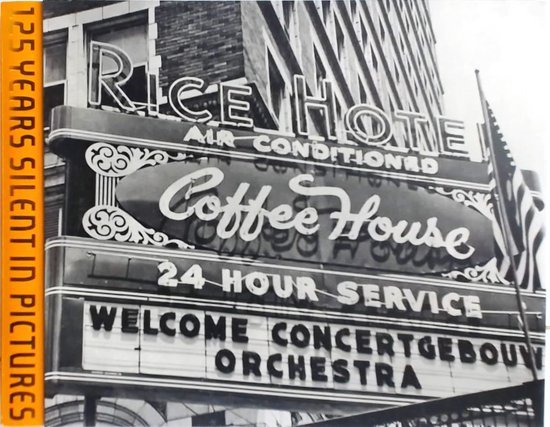 125 YEARS SILENT IN PICTURES
RICE HOTEL
AIR CONDITIONED
Coffee House
24 HOUR SERVICE
WELCOME CONCERTGEBOUW
ORCHESTRA